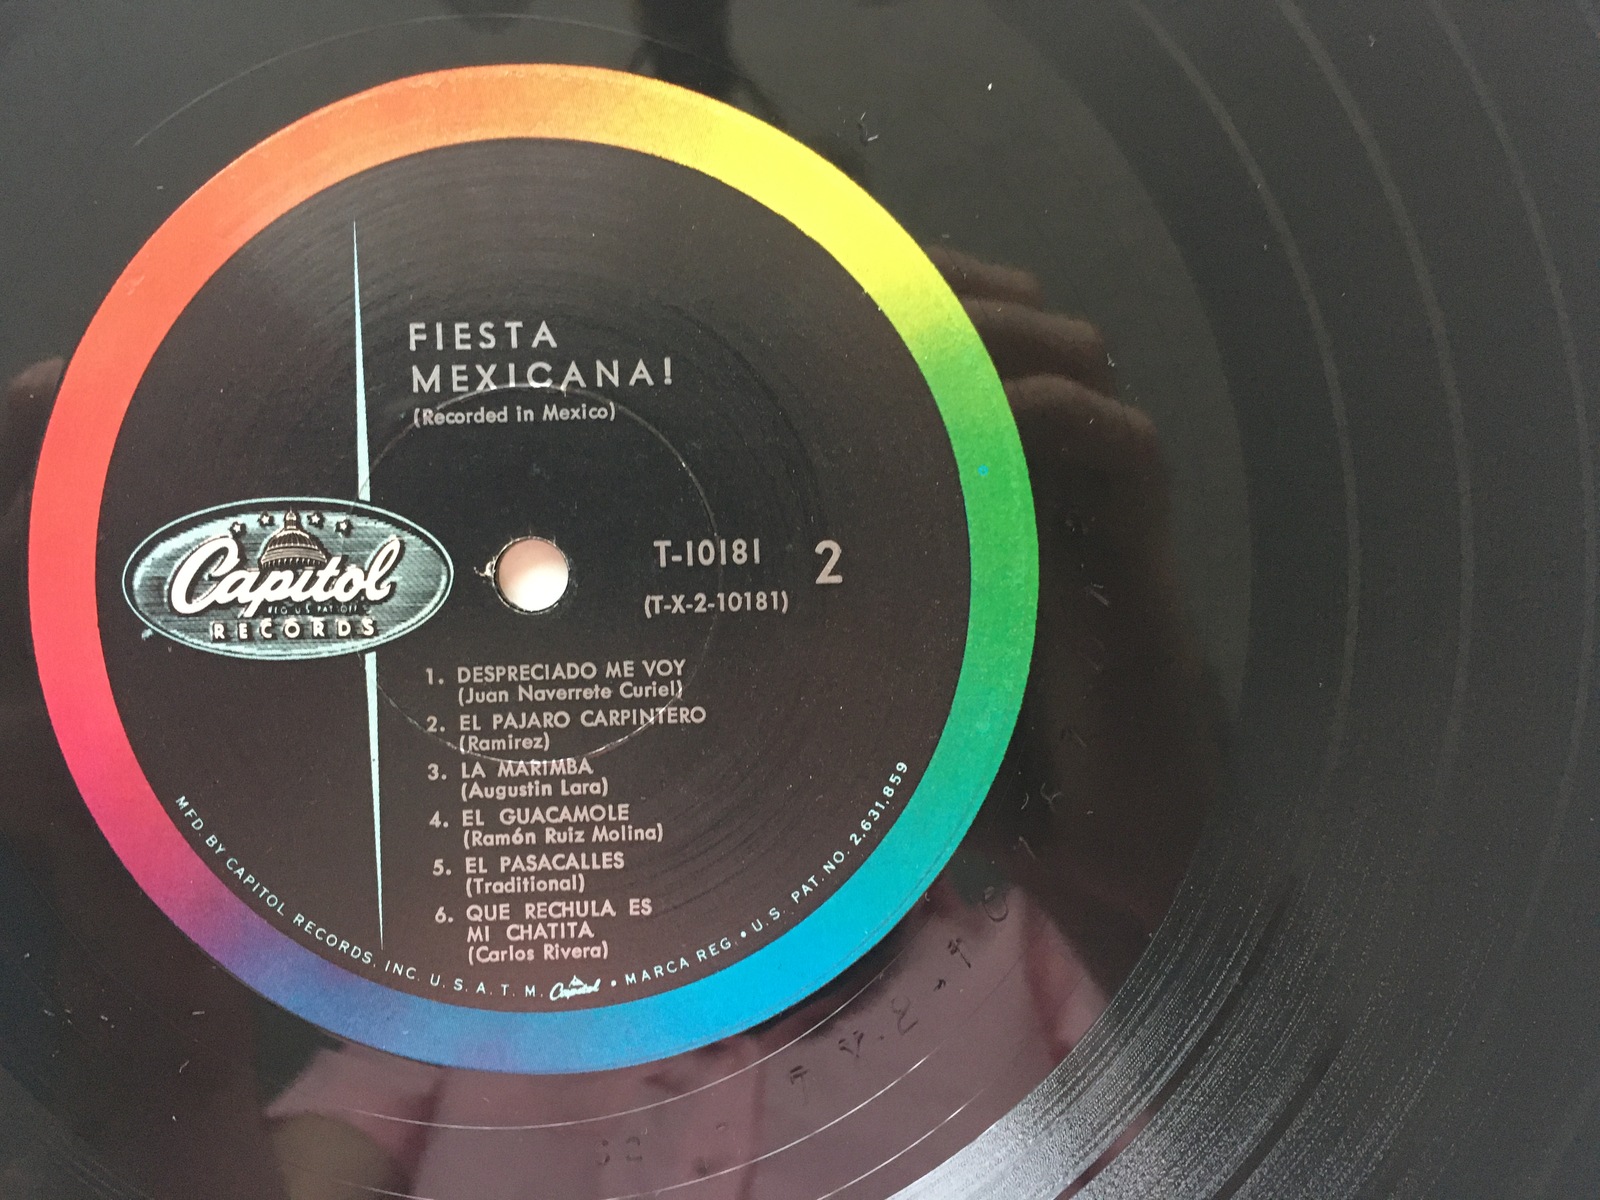 FIESTA
MEXICANA!
(Recorded in Mexico)
Capitol
RECORDS
T-10181
2
(T-X-2-10181)
1. DESPRECIADO ME VOY
(Juan Naverrete Curiel)
2. EL PAJARO CARPINTERO
(Ramirez)
3. LA MARIMBA
(Augustin Lara)
4. EL GUACAMOLE
(Ramón Ruiz Molina)
5. EL PASACALLES
(Traditional)
6. QUE RECHULA ES
MI CHATITA
(Carlos Rivera)
MFD. BY CAPITOL RECORDS, INC. U. S. A. T. M. Capitol • MARCA REG. • U.S. PAT. NO. 2,631,859